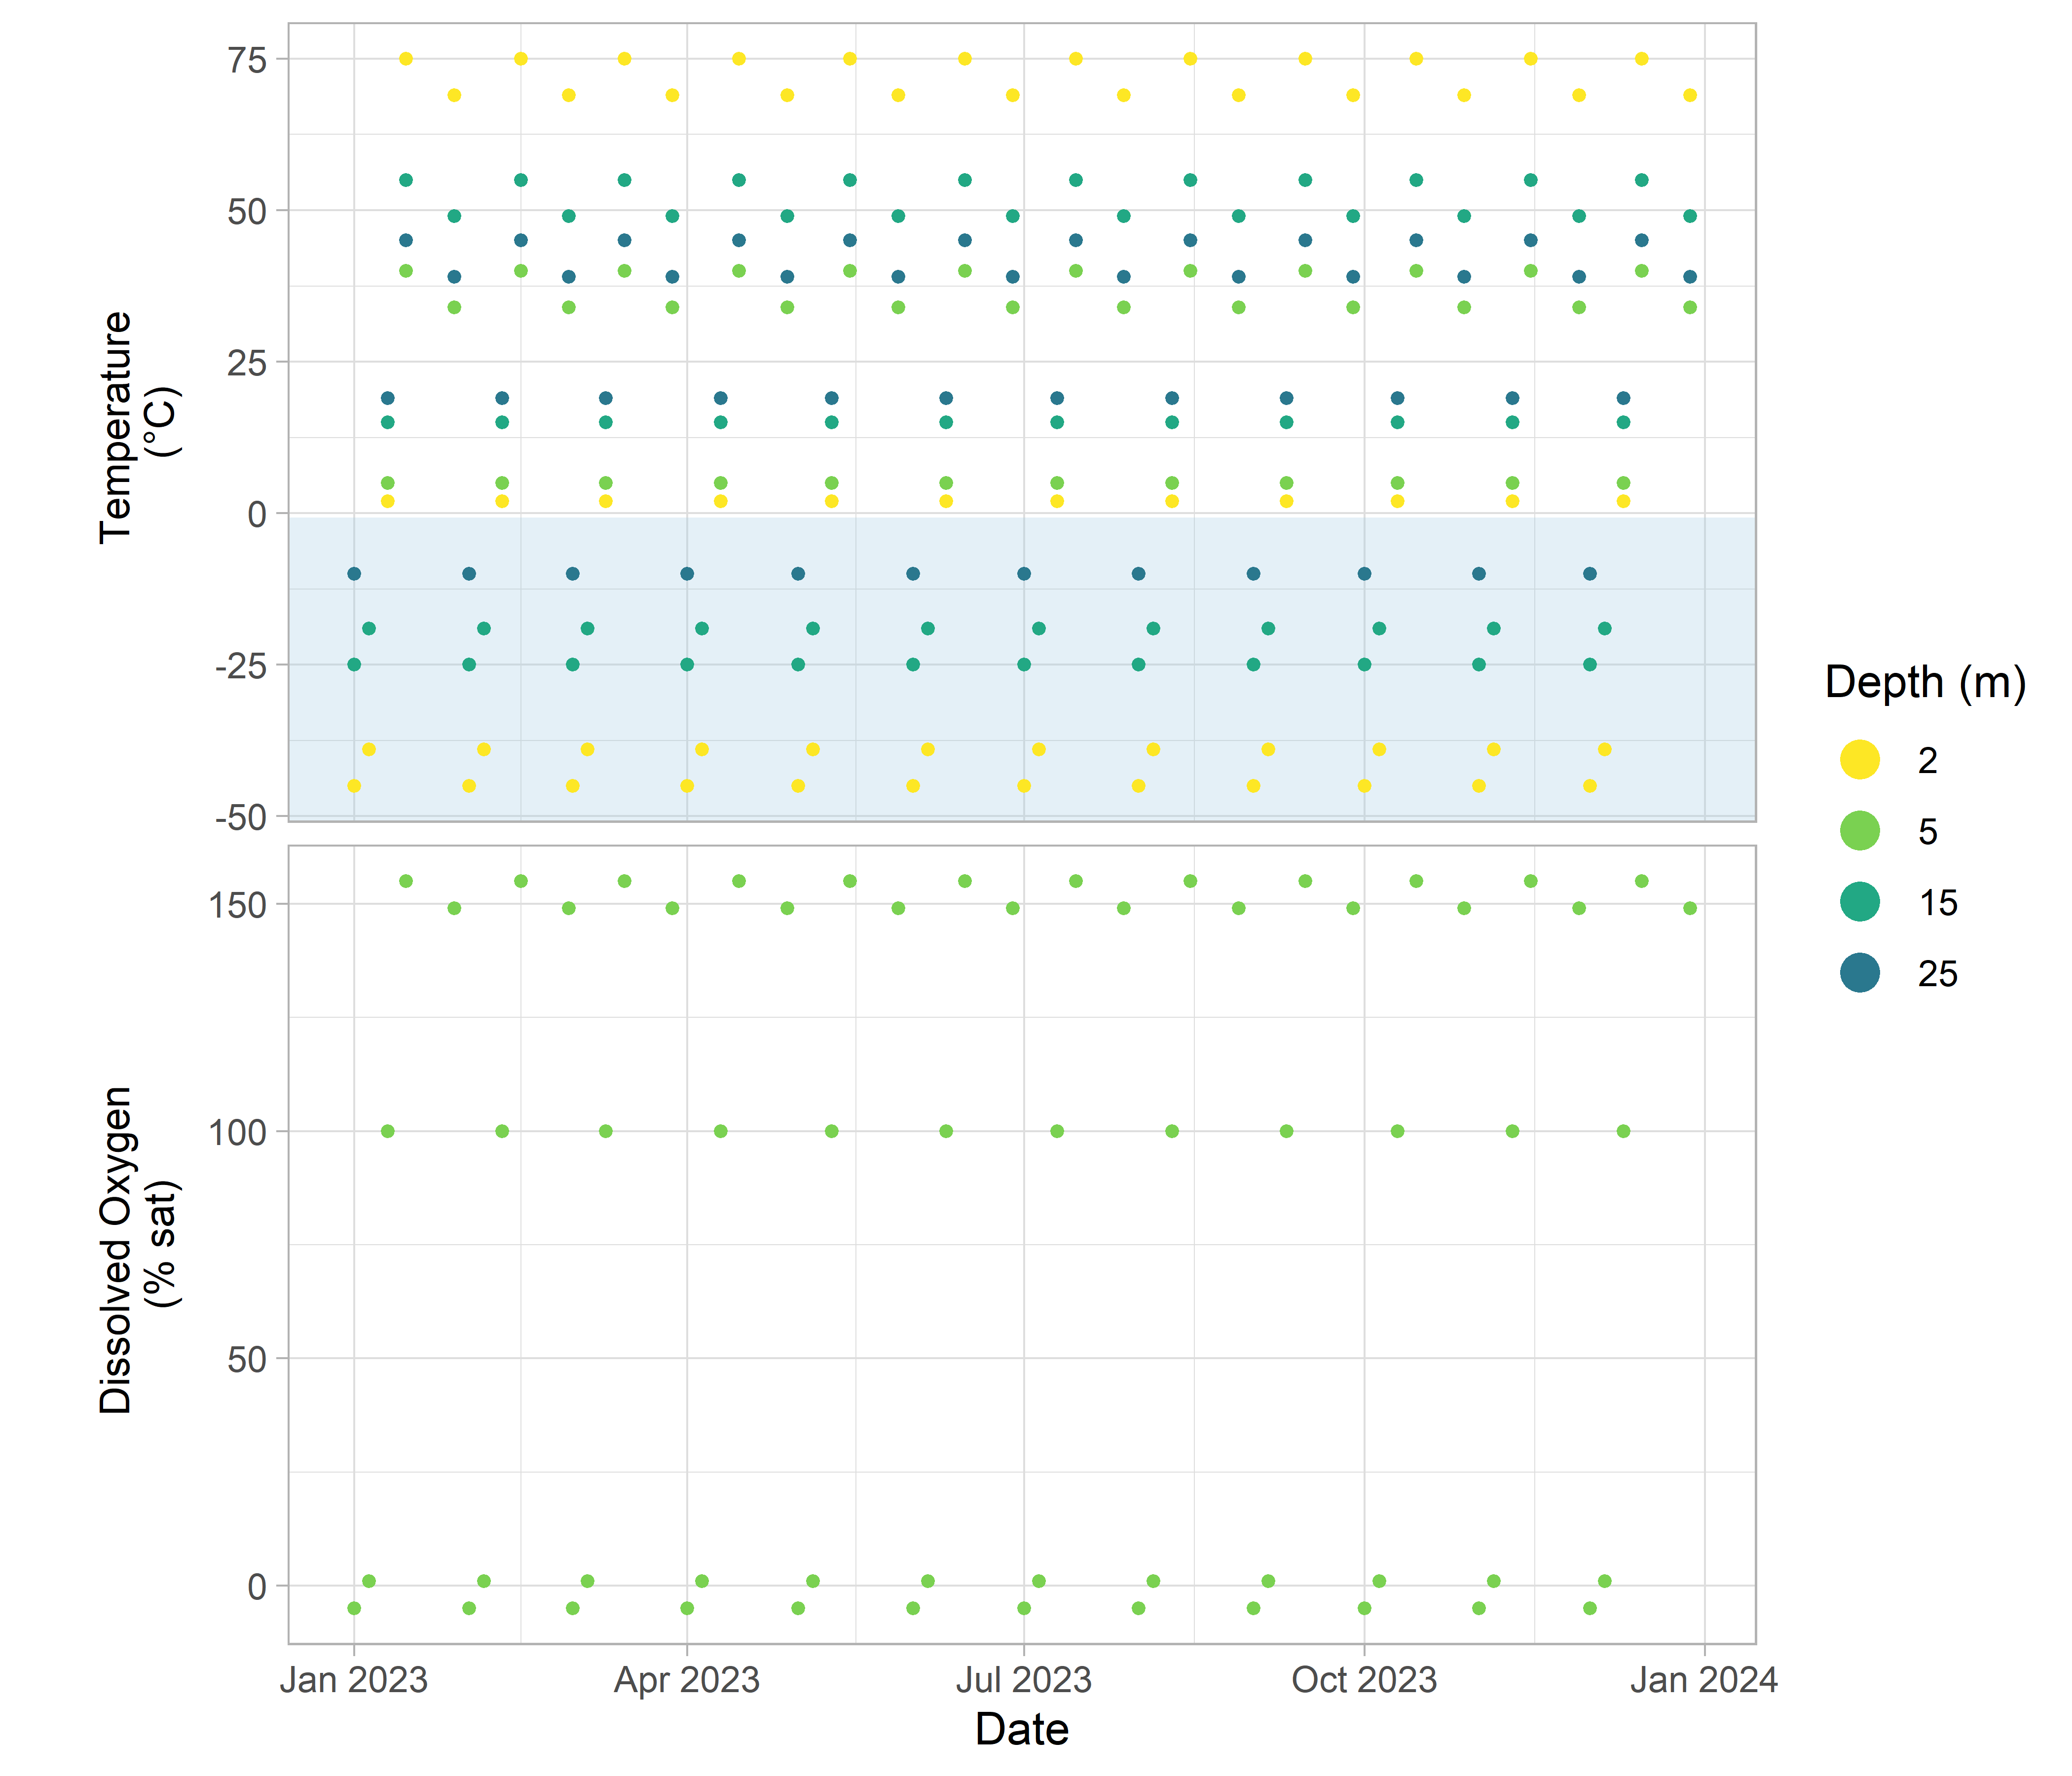 Temperature
(°C)
75
50
25
0
-25
-50
Dissolved Oxygen
(% sat)
150
100
50
0
Jan 2023
Apr 2023
Jul 2023
Oct 2023
Jan 2024
Date
Depth (m)
2
5
15
25